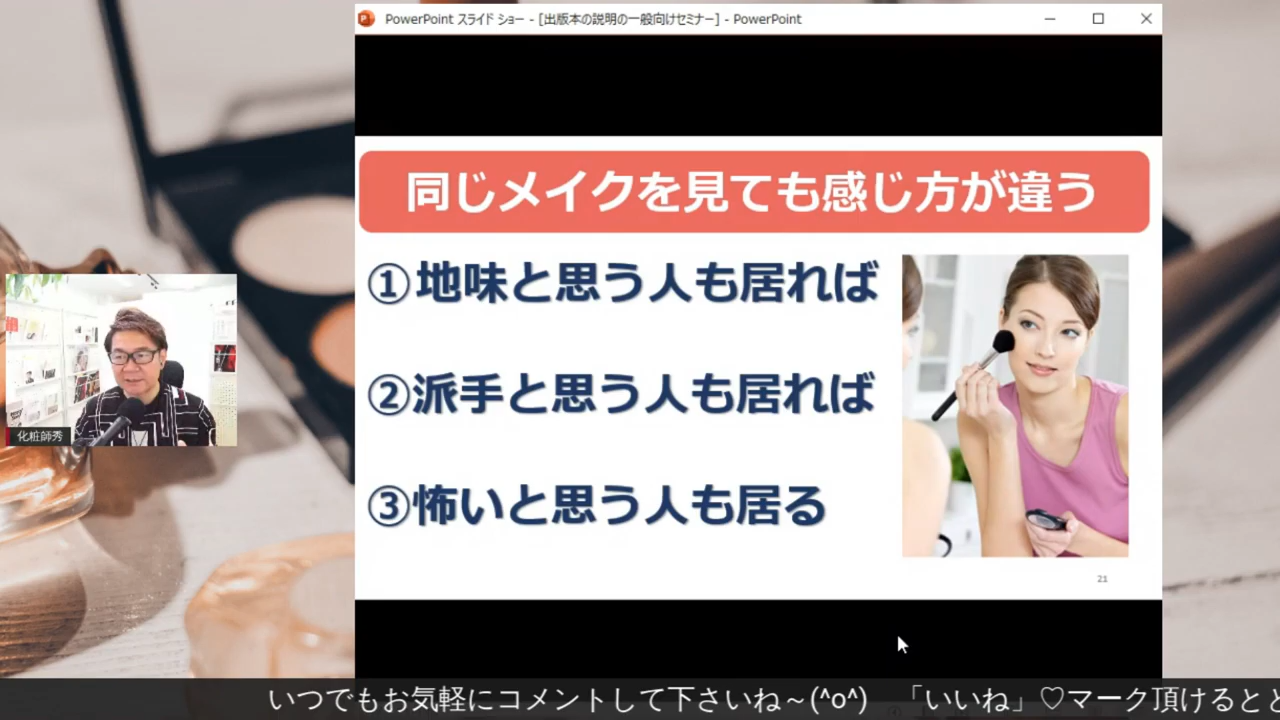 PowerPoint スライド ショー - [出版本の説明の一般向けセミナー] - PowerPoint
同じメイクを見ても感じ方が違う
①地味と思う人も居れば
②派手と思う人も居れば
③怖いと思う人も居る
21
化粧師秀
いつでもお気軽にコメントして下さいね～(^o^) 「いいね」♡マーク頂けると